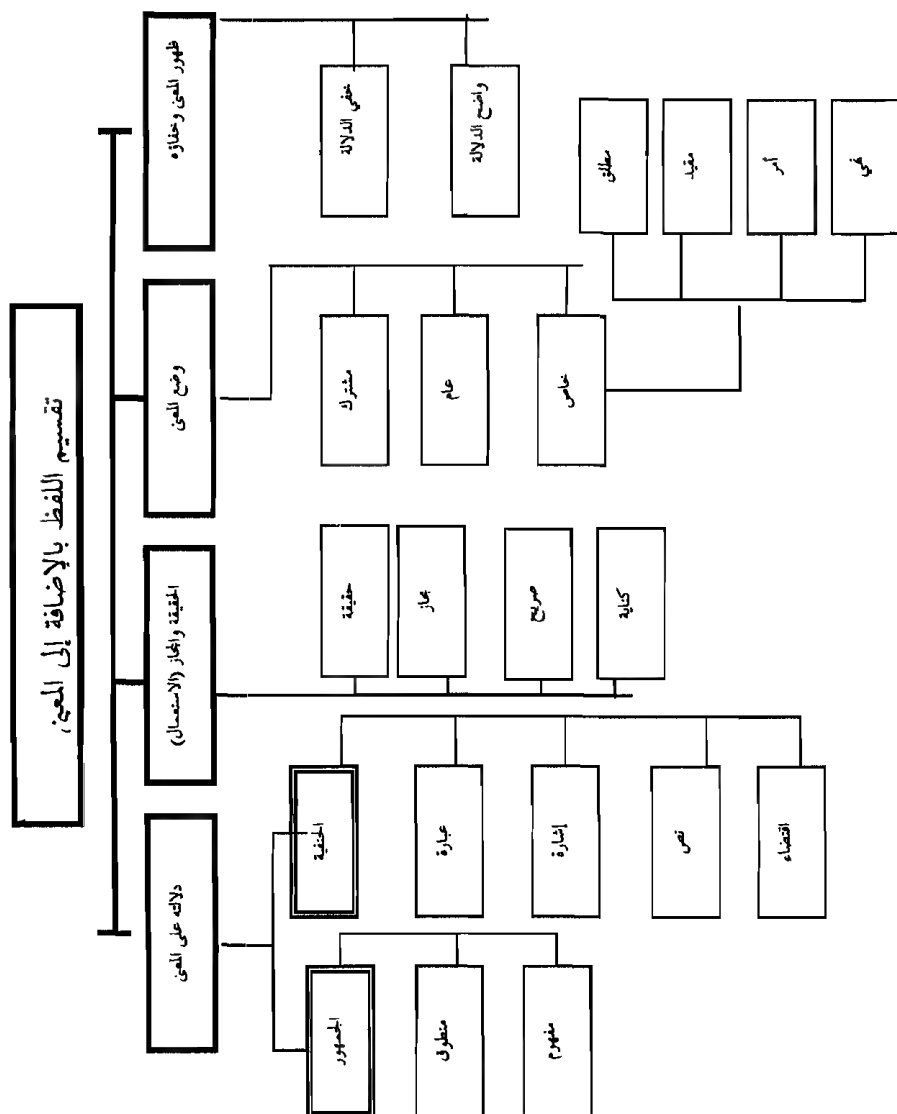 تقسيم اللفظ بالإضافة إلى المعنى
ظهور المعنى وخفاؤه
وضع المعنى
الحقيقة والمجاز (الاستعمال)
دلالته على المعنى
خفي الدلالة
واضح الدلالة
مشترك
عام
خاص
مطلق
مقيد
أمر
نهي
حقيقة
مجاز
صريح
كناية
الحنفية
عبارة
إشارة
نص
اقتضاء
الجمهور
منطوق
مفهوم